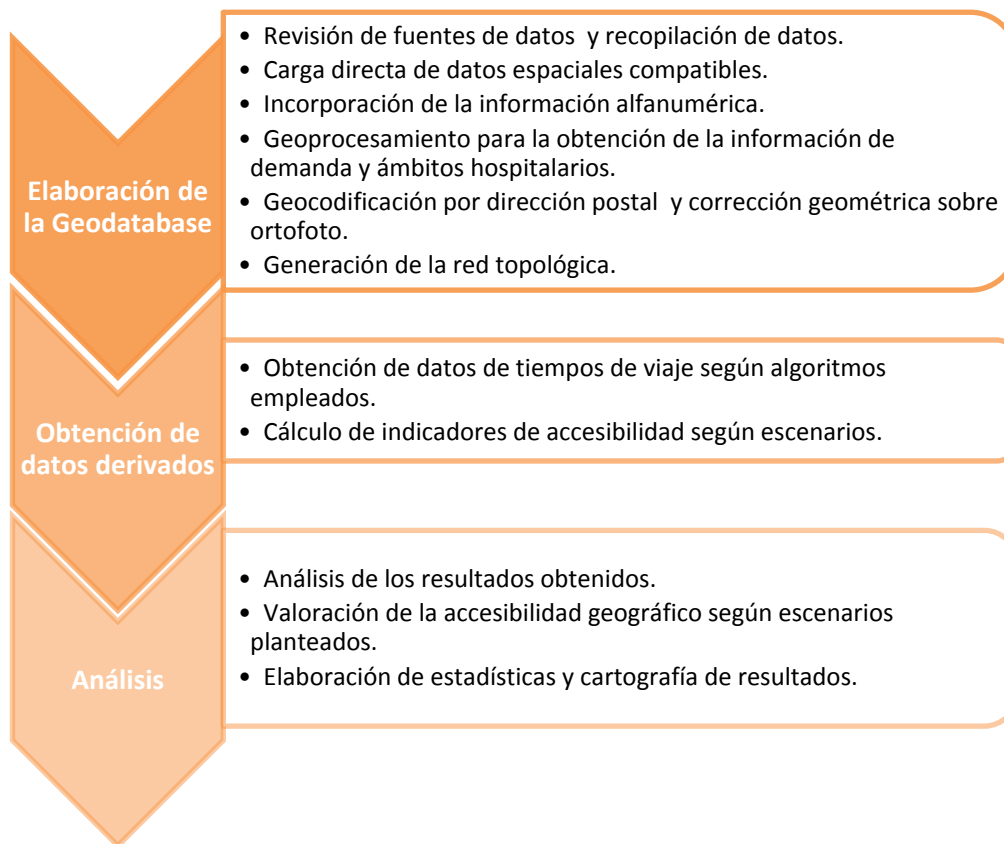 Elaboración de
la Geodatabase
• Revisión de fuentes de datos y recopilación de datos.
• Carga directa de datos espaciales compatibles.
• Incorporación de la información alfanumérica.
• Geoprocesamiento para la obtención de la información de
demanda y ámbitos hospitalarios.
• Geocodificación por dirección postal y corrección geométrica sobre
ortofoto.
• Generación de la red topológica.
Obtención de
datos derivados
• Obtención de datos de tiempos de viaje según algoritmos
empleados.
• Cálculo de indicadores de accesibilidad según escenarios.
Análisis
• Análisis de los resultados obtenidos.
• Valoración de la accesibilidad geográfico según escenarios
planteados.
• Elaboración de estadísticas y cartografía de resultados.